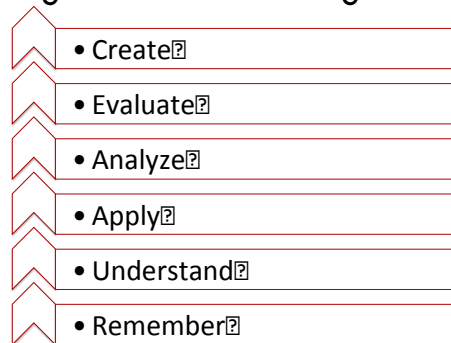 • Create⍰
• Evaluate⍰
• Analyze⍰
• Apply⍰
• Understand⍰
• Remember⍰